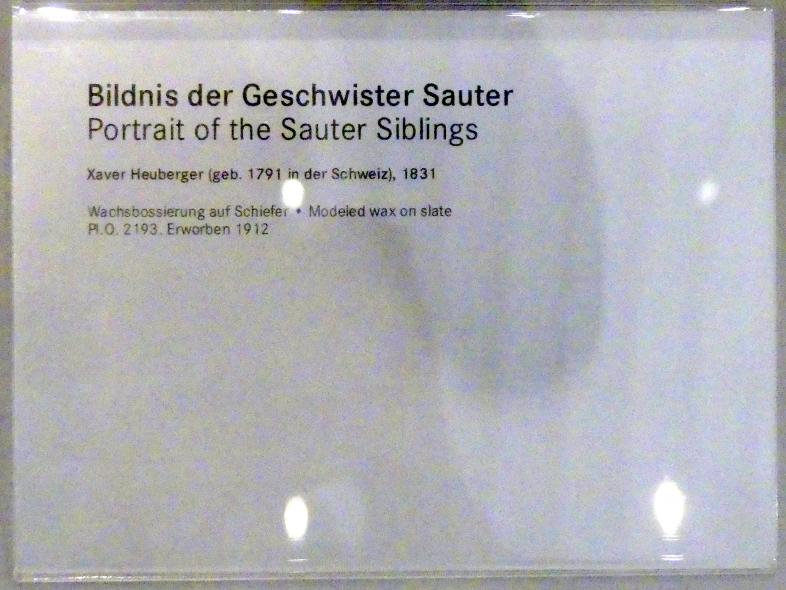 Bildnis der Geschwister Sauter
Portrait of the Sauter Siblings
Xaver Heuberger (geb. 1791 in der Schweiz), 1831
Wachsbossierung auf Schiefer • Modeled wax on slate
Pl.O. 2193. Erworben 1912